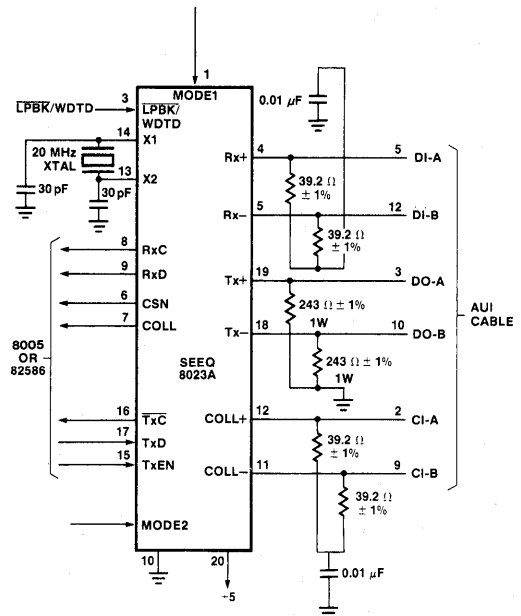 1
MODE1
0.01 µF
3
LPBK/WDTD
LPBK/
WDTD
14
X1
20 MHz
XTAL
13
X2
30 pF
30 pF
Rx+
4
5
DI-A
39.2 Ω
± 1%
Rx–
5
12
DI-B
39.2 Ω
± 1%
8
RxC
9
RxD
6
CSN
7
COLL
Tx+
19
3
DO-A
243 Ω ± 1%
1W
Tx–
18
10
DO-B
243 Ω ± 1%
1W
AUI
CABLE
8005
OR
82586
SEEQ
8023A
16
TxC
17
TxD
15
TxEN
COLL+
12
2
CI-A
39.2 Ω
± 1%
COLL–
11
9
CI-B
39.2 Ω
± 1%
MODE2
10
20
+5
0.01 µF